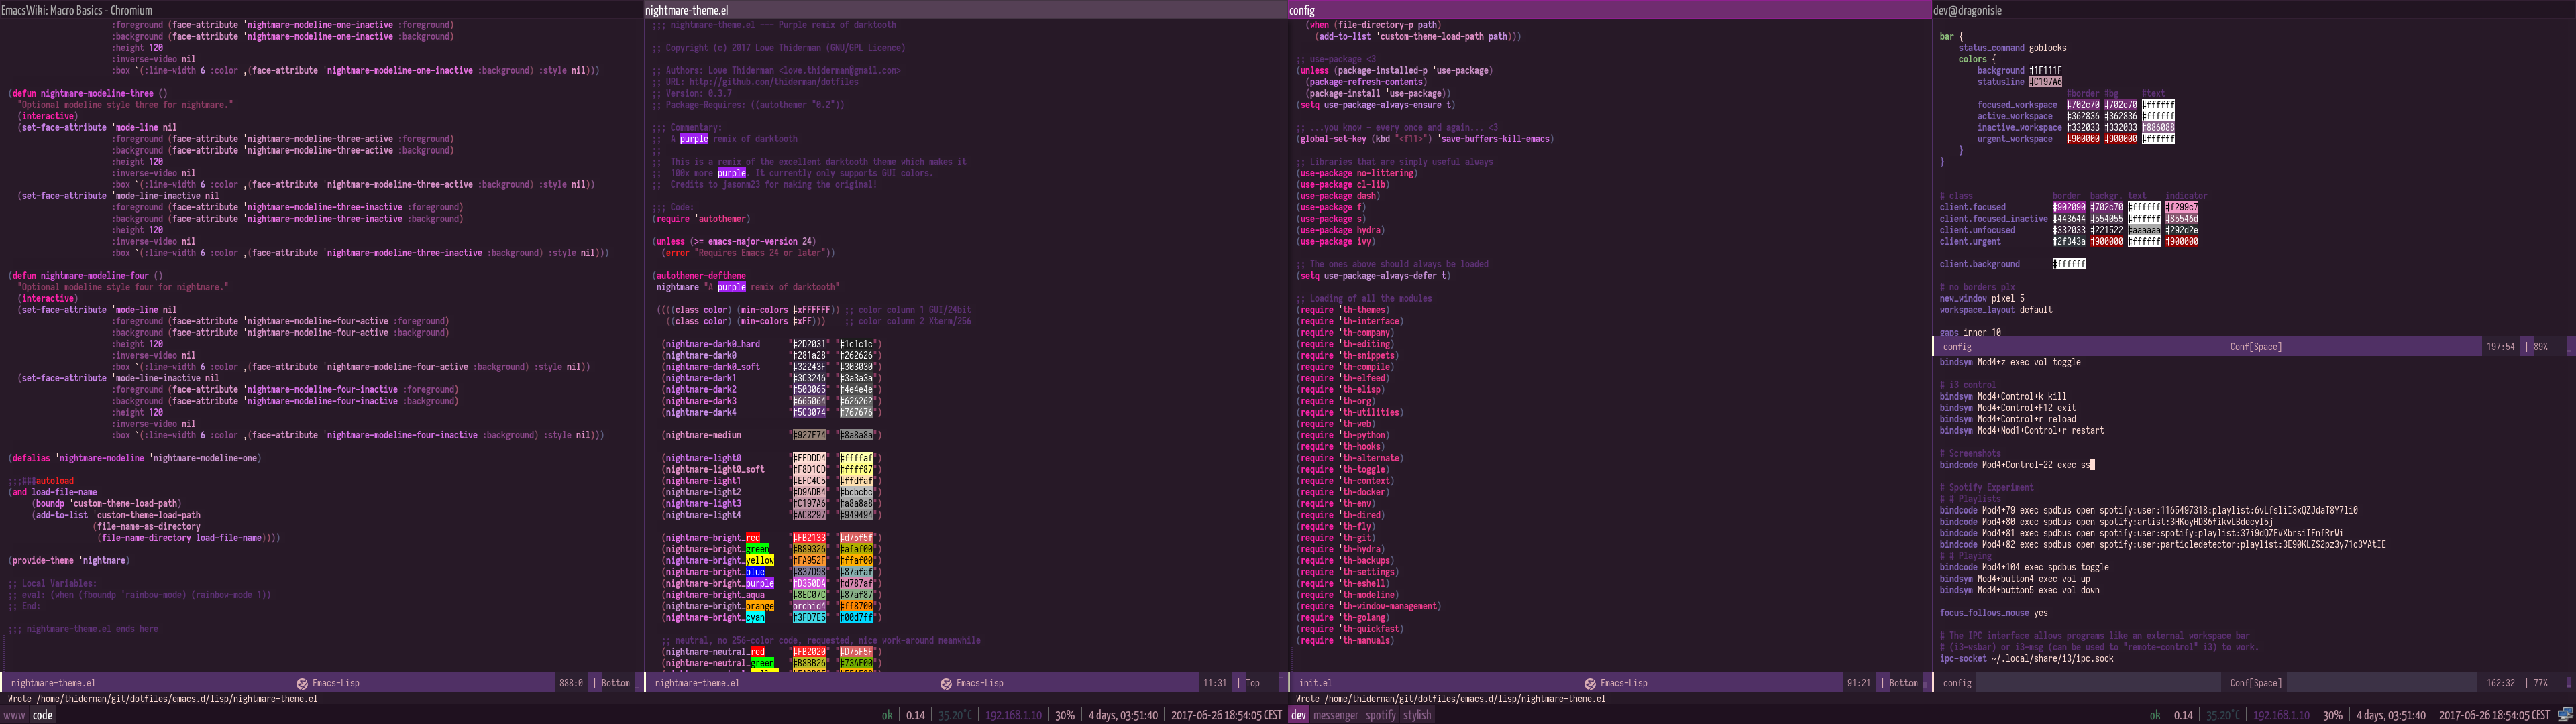 EmacsWiki: Macro Basics - Chromium
:foreground (face-attribute 'nightmare-modeline-one-inactive :foreground)
:background (face-attribute 'nightmare-modeline-one-inactive :background)
:height 120
:inverse-video nil
:box `(:line-width 6 :color ,(face-attribute 'nightmare-modeline-one-inactive :background) :style nil)))
(defun nightmare-modeline-three ()
"Optional modeline style three for nightmare."
(interactive)
(set-face-attribute 'mode-line nil
:foreground (face-attribute 'nightmare-modeline-three-active :foreground)
:background (face-attribute 'nightmare-modeline-three-active :background)
:height 120
:inverse-video nil
:box `(:line-width 6 :color ,(face-attribute 'nightmare-modeline-three-active :background) :style nil))
(set-face-attribute 'mode-line-inactive nil
:foreground (face-attribute 'nightmare-modeline-three-inactive :foreground)
:background (face-attribute 'nightmare-modeline-three-inactive :background)
:height 120
:inverse-video nil
:box `(:line-width 6 :color ,(face-attribute 'nightmare-modeline-three-inactive :background) :style nil)))
(defun nightmare-modeline-four ()
"Optional modeline style four for nightmare."
(interactive)
(set-face-attribute 'mode-line nil
:foreground (face-attribute 'nightmare-modeline-four-active :foreground)
:background (face-attribute 'nightmare-modeline-four-active :background)
:height 120
:inverse-video nil
:box `(:line-width 6 :color ,(face-attribute 'nightmare-modeline-four-active :background) :style nil))
(set-face-attribute 'mode-line-inactive nil
:foreground (face-attribute 'nightmare-modeline-four-inactive :foreground)
:background (face-attribute 'nightmare-modeline-four-inactive :background)
:height 120
:inverse-video nil
:box `(:line-width 6 :color ,(face-attribute 'nightmare-modeline-four-inactive :background) :style nil)))
(defalias 'nightmare-modeline 'nightmare-modeline-one)
;;;###autoload
(and load-file-name
(boundp 'custom-theme-load-path)
(add-to-list 'custom-theme-load-path
(file-name-as-directory
(file-name-directory load-file-name))))
(provide-theme 'nightmare)
;; Local Variables:
;; eval: (when (fboundp 'rainbow-mode) (rainbow-mode 1))
;; End:
;;; nightmare-theme.el ends here
nightmare-theme.el Emacs-Lisp 888:0 | Bottom
Wrote /home/thiderman/git/dotfiles/emacs.d/lisp/nightmare-theme.el
www code
nightmare-theme.el
;;; nightmare-theme.el --- Purple remix of darktooth
;; Copyright (c) 2017 Lowe Thiderman (GNU/GPL Licence)
;; Authors: Lowe Thiderman <lowe.thiderman@gmail.com>
;; URL: http://github.com/thiderman/dotfiles
;; Version: 0.3.7
;; Package-Requires: ((autothemer "0.2"))
;;; Commentary:
;; A purple remix of darktooth
;;
;; This is a remix of the excellent darktooth theme which makes it
;; 100x more purple. It currently only supports GUI colors.
;; Credits to jasonm23 for making the original!
;;; Code:
(require 'autothemer)
(unless (>= emacs-major-version 24)
(error "Requires Emacs 24 or later"))
(autothemer-deftheme
nightmare "A purple remix of darktooth"
((((class color) (min-colors #xFFFFFF)) ;; color column 1 GUI/24bit
((class color) (min-colors #xFF))) ;; color column 2 Xterm/256
(nightmare-dark0_hard "#2D2031" "#1c1c1c")
(nightmare-dark0 "#281a28" "#262626")
(nightmare-dark0_soft "#32243F" "#303030")
(nightmare-dark1 "#3C3246" "#3a3a3a")
(nightmare-dark2 "#503065" "#4e4e4e")
(nightmare-dark3 "#665064" "#626262")
(nightmare-dark4 "#5C3074" "#767676")
(nightmare-medium "#927F74" "#8a8a8a")
(nightmare-light0 "#FFDDD4" "#ffffaf")
(nightmare-light0_soft "#F8D1CD" "#ffff87")
(nightmare-light1 "#EFC4C5" "#ffdfaf")
(nightmare-light2 "#D9ADB4" "#bcbcbc")
(nightmare-light3 "#C197A6" "#a8a8a8")
(nightmare-light4 "#AC8297" "#949494")
(nightmare-bright_red "#FB2133" "#d75f5f")
(nightmare-bright_green "#B89326" "#afaf00")
(nightmare-bright_yellow "#FA952F" "#ffaf00")
(nightmare-bright_blue "#837D98" "#87afaf")
(nightmare-bright_purple "#D350DA" "#d787af")
(nightmare-bright_aqua "#8EC07C" "#87af87")
(nightmare-bright_orange "orchid4" "#ff8700")
(nightmare-bright_cyan "#3FD7E5" "#00d7ff")
;; neutral, no 256-color code, requested, nice work-around meanwhile
(nightmare-neutral_red "#FB2020" "#D75F5F")
(nightmare-neutral_green "#B8BB26" "#73AF00")
nightmare-theme.el Emacs-Lisp 11:31 | Top
ok | 0.14 | 35.20°C | 192.168.1.10 | 30% | 4 days, 03:51:40 | 2017-06-26 18:54:05 CEST
config
(when (file-directory-p path)
(add-to-list 'custom-theme-load-path path)))
;; use-package <3
(unless (package-installed-p 'use-package)
(package-refresh-contents)
(package-install 'use-package))
(setq use-package-always-ensure t)
;; ...you know - every once and again... <3
(global-set-key (kbd "<f11>") 'save-buffers-kill-emacs)
;; Libraries that are simply useful always
(use-package no-littering)
(use-package cl-lib)
(use-package dash)
(use-package f)
(use-package s)
(use-package hydra)
(use-package ivy)
;; The ones above should always be loaded
(setq use-package-always-defer t)
;; Loading of all the modules
(require 'th-themes)
(require 'th-interface)
(require 'th-company)
(require 'th-editing)
(require 'th-snippets)
(require 'th-compile)
(require 'th-elfeed)
(require 'th-elisp)
(require 'th-org)
(require 'th-utilities)
(require 'th-web)
(require 'th-python)
(require 'th-hooks)
(require 'th-alternate)
(require 'th-toggle)
(require 'th-context)
(require 'th-docker)
(require 'th-env)
(require 'th-dired)
(require 'th-fly)
(require 'th-git)
(require 'th-hydra)
(require 'th-backups)
(require 'th-settings)
(require 'th-eshell)
(require 'th-modeline)
(require 'th-window-management)
(require 'th-golang)
(require 'th-quickfast)
(require 'th-manuals)
init.el Emacs-Lisp 91:21 | Bottom
Wrote /home/thiderman/git/dotfiles/emacs.d/lisp/nightmare-theme.el
dev messenger spotify stylish
dev@dragonisle
bar {
status_command goblocks
colors {
background #1F111F
statusline #C197A6
#border #bg #text
focused_workspace #702c70 #702c70 #ffffff
active_workspace #362836 #362836 #ffffff
inactive_workspace #332033 #332033 #886088
urgent_workspace #900000 #900000 #ffffff
}
}
# class border backgr. text indicator
client.focused #902090 #702c70 #ffffff #f299c7
client.focused_inactive #443644 #554055 #ffffff #85546d
client.unfocused #332033 #221522 #aaaaaa #292d2e
client.urgent #2f343a #900000 #ffffff #900000
client.background #ffffff
# no borders plx
new_window pixel 5
workspace_layout default
gaps inner 10
config Conf[Space] 197:54 | 89%
bindsym Mod4+z exec vol toggle
# i3 control
bindsym Mod4+Control+k kill
bindsym Mod4+Control+F12 exit
bindsym Mod4+Control+r reload
bindsym Mod4+Mod1+Control+r restart
# Screenshots
bindcode Mod4+Control+22 exec ss
# Spotify Experiment
# # Playlists
bindcode Mod4+79 exec spdbus open spotify:user:1165497318:playlist:6vLfsliI3xQZJdaT8Y7li0
bindcode Mod4+80 exec spdbus open spotify:artist:3HKoyHD86fikvLBdecyl5j
bindcode Mod4+81 exec spdbus open spotify:user:spotify:playlist:37i9dQZEVXbrsiIFnfRrWi
bindcode Mod4+82 exec spdbus open spotify:user:particledetector:playlist:3E90KLZS2pz3y71c3YAtIE
# # Playing
bindcode Mod4+104 exec spdbus toggle
bindsym Mod4+button4 exec vol up
bindsym Mod4+button5 exec vol down
focus_follows_mouse yes
# The IPC interface allows programs like an external workspace bar
# (i3-wsbar) or i3-msg (can be used to "remote-control" i3) to work.
ipc-socket ~/.local/share/i3/ipc.sock
config Conf[Space] 162:32 | 77%
ok | 0.14 | 35.20°C | 192.168.1.10 | 30% | 4 days, 03:51:40 | 2017-06-26 18:54:05 CEST